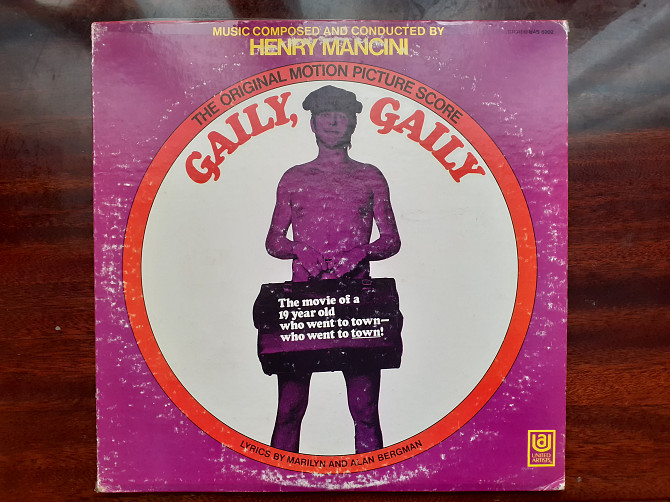 MUSIC COMPOSED AND CONDUCTED BY
HENRY MANCINI
THE ORIGINAL MOTION PICTURE SCORE
GAILY, GAILY
The movie of a
19 year old
who went to town—
who went to town!
LYRICS BY MARILYN AND ALAN BERGMAN
UA
UNITED
ARTISTS